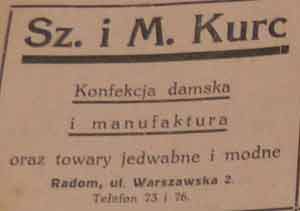 Sz. i M. Kurc
Konfekcja damska
i manufaktura
oraz towary jedwabne i modne
Radom, ul. Warszawska 2.
Telefon 73 i 76.